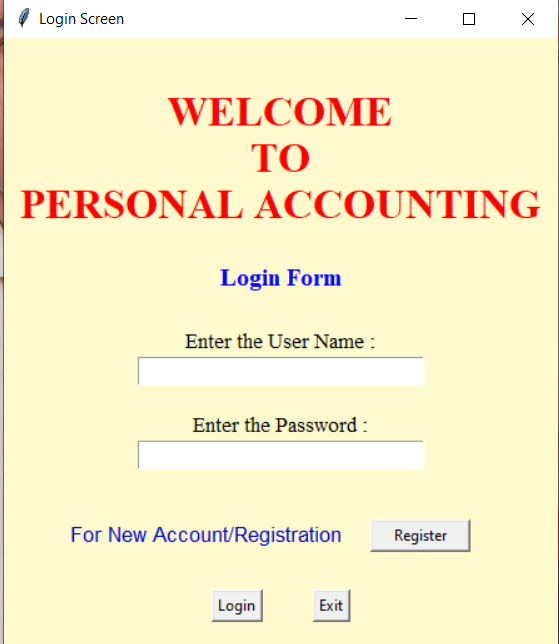 Login Screen
WELCOME
TO
PERSONAL ACCOUNTING
Login Form
Enter the User Name :
Enter the Password :
For New Account/Registration Register
Login Exit